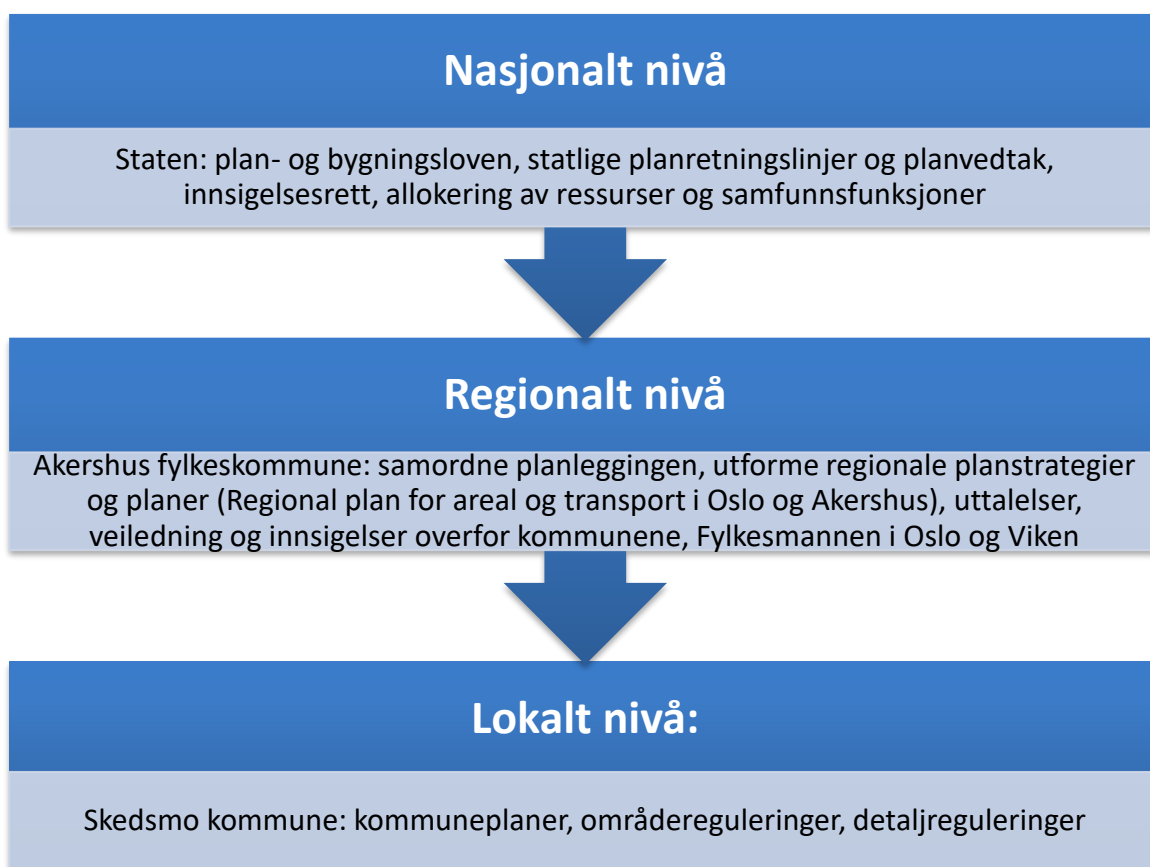 Nasjonalt nivå
Staten: plan- og bygningsloven, statlige planretningslinjer og planvedtak,
innsigelsesrett, allokering av ressurser og samfunnsfunksjoner
Regionalt nivå
Akershus fylkeskommune: samordne planleggingen, utforme regionale planstrategier
og planer (Regional plan for areal og transport i Oslo og Akershus), uttalelser,
veiledning og innsigelser overfor kommunene, Fylkesmannen i Oslo og Viken
Lokalt nivå:
Skedsmo kommune: kommuneplaner, områdereguleringer, detaljreguleringer